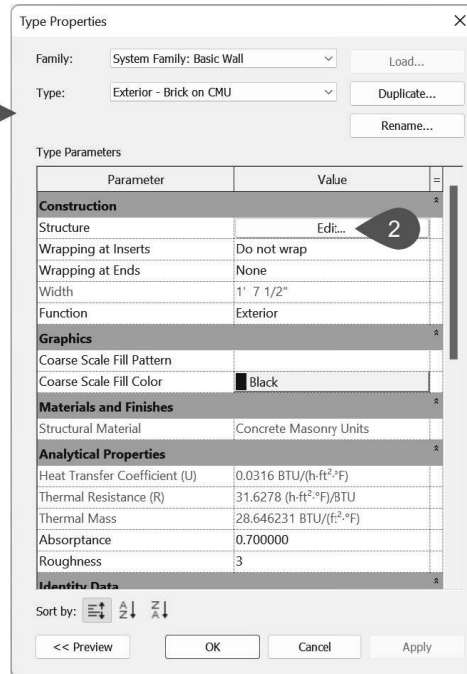 Type Properties
Family: System Family: Basic Wall Load...
Type: Exterior - Brick on CMU Duplicate...
Rename...
Type Parameters
Parameter Value =
Construction
Structure Edit... 2
Wrapping at Inserts Do not wrap
Wrapping at Ends None
Width 1' 7 1/2"
Function Exterior
Graphics
Coarse Scale Fill Pattern
Coarse Scale Fill Color Black
Materials and Finishes
Structural Material Concrete Masonry Units
Analytical Properties
Heat Transfer Coefficient (U) 0.0316 BTU/(h·ft²·°F)
Thermal Resistance (R) 31.6278 (h·ft²·°F)/BTU
Thermal Mass 28.646231 BTU/(ft²·°F)
Absorptance 0.700000
Roughness 3
Identity Data
Sort by:
<< Preview OK Cancel Apply